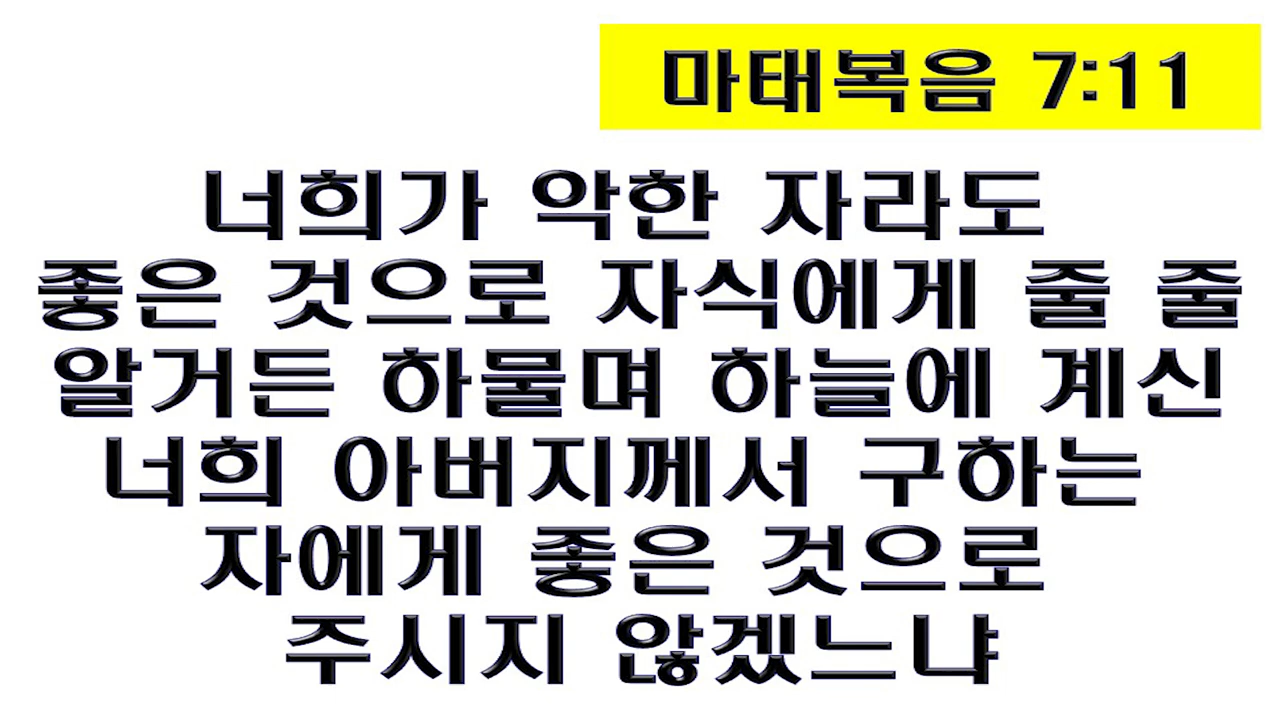 마태복음 7:11
너희가 악한 자라도
좋은 것으로 자식에게 줄 줄
알거든 하물며 하늘에 계신
너희 아버지께서 구하는
자에게 좋은 것으로
주시지 않겠느냐